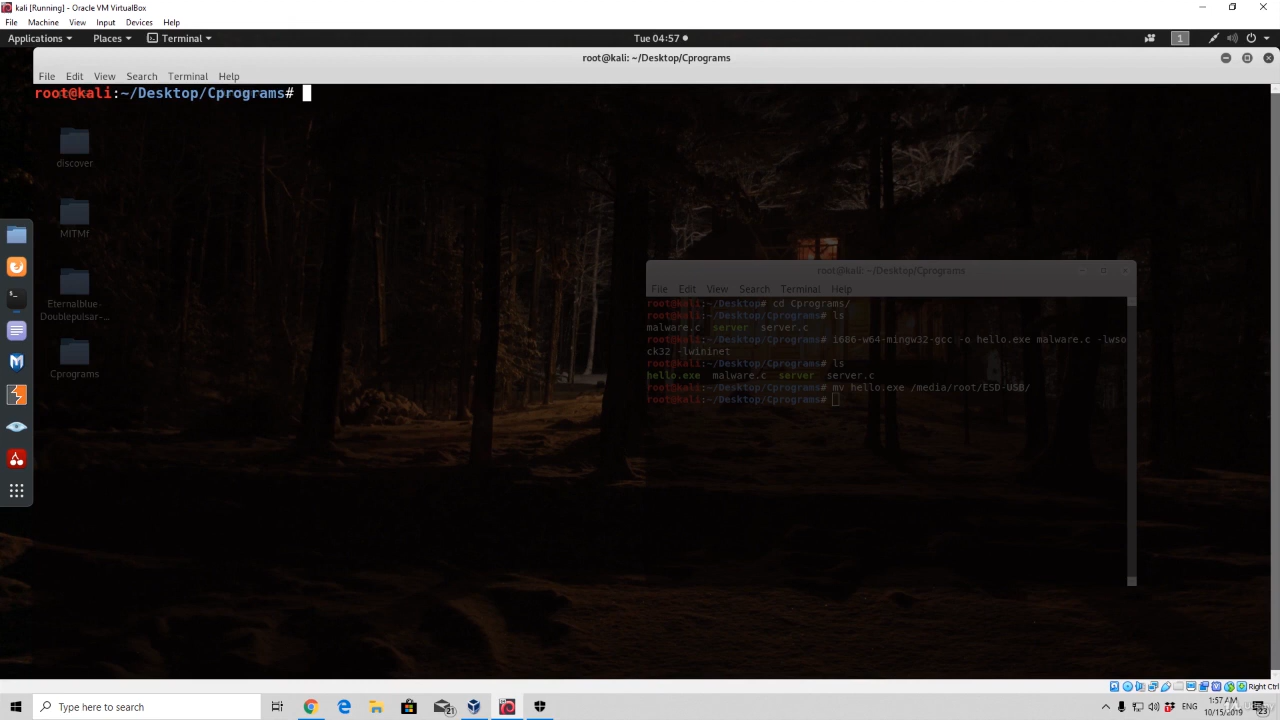 kali [Running] - Oracle VM VirtualBox
File Machine View Input Devices Help
Applications Places Terminal Tue 04:57 1
root@kali: ~/Desktop/Cprograms
File Edit View Search Terminal Help
root@kali:~/Desktop/Cprograms#
discover
MITMf
Eternalblue-
Doublepulsar-...
Cprograms
root@kali: ~/Desktop/Cprograms
File Edit View Search Terminal Help
root@kali:~/Desktop# cd Cprograms/
root@kali:~/Desktop/Cprograms# ls
malware.c server server.c
root@kali:~/Desktop/Cprograms# i686-w64-mingw32-gcc -o hello.exe malware.c -lwso
ck32 -lwininet
root@kali:~/Desktop/Cprograms# ls
hello.exe malware.c server server.c
root@kali:~/Desktop/Cprograms# mv hello.exe /media/root/ESD-USB/
root@kali:~/Desktop/Cprograms#
Right Ctrl
Type here to search
21
ENG
1:57 AM
10/15/2019
23